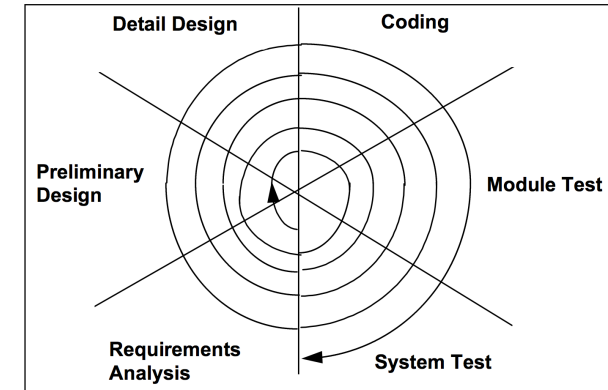 Detail Design
Coding
Preliminary
Design
Module Test
Requirements
Analysis
System Test